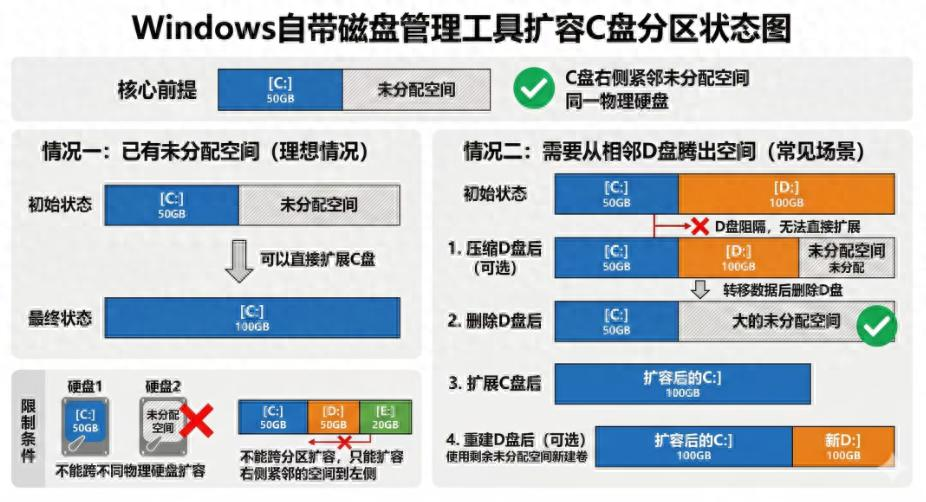 Windows自带磁盘管理工具扩容C盘分区状态图
核心前提
[C:]
50GB
未分配空间
C盘右侧紧邻未分配空间
同一物理硬盘
情况一：已有未分配空间（理想情况）
初始状态
[C:]
50GB
未分配空间
可以直接扩展C盘
最终状态
[C:]
100GB
限制条件
硬盘1
[C:]
50GB
硬盘2
未分配
空间
不能跨不同物理硬盘扩容
[C:]
50GB
[D:]
50GB
[E:]
20GB
不能跨分区扩容，只能扩容
右侧紧邻的空间到左侧
情况二：需要从相邻D盘腾出空间（常见场景）
初始状态
[C:]
50GB
[D:]
100GB
D盘阻隔，无法直接扩展
1. 压缩D盘后
（可选）
[C:]
50GB
[D:]
100GB
未分配空间
未分配
转移数据后删除D盘
2. 删除D盘后
[C:]
50GB
大的未分配空间
3. 扩展C盘后
扩容后的C:]
100GB
4. 重建D盘后（可选）
使用剩余未分配空间新建卷
扩容后的C:]
100GB
新D:]
100GB